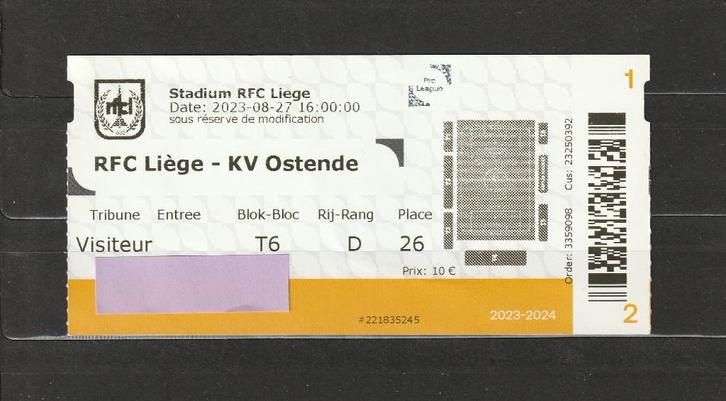 rfcl
Stadium RFC Liege
Date: 2023-08-27 16:00:00
sous réserve de modification
Pro
League
1
RFC Liège - KV Ostende
Tribune Entree Blok-Bloc Rij-Rang Place
Visiteur T6 D 26
Prix: 10 €
Order: 3359098 Cus: 23250392
#221835245
2023-2024
2